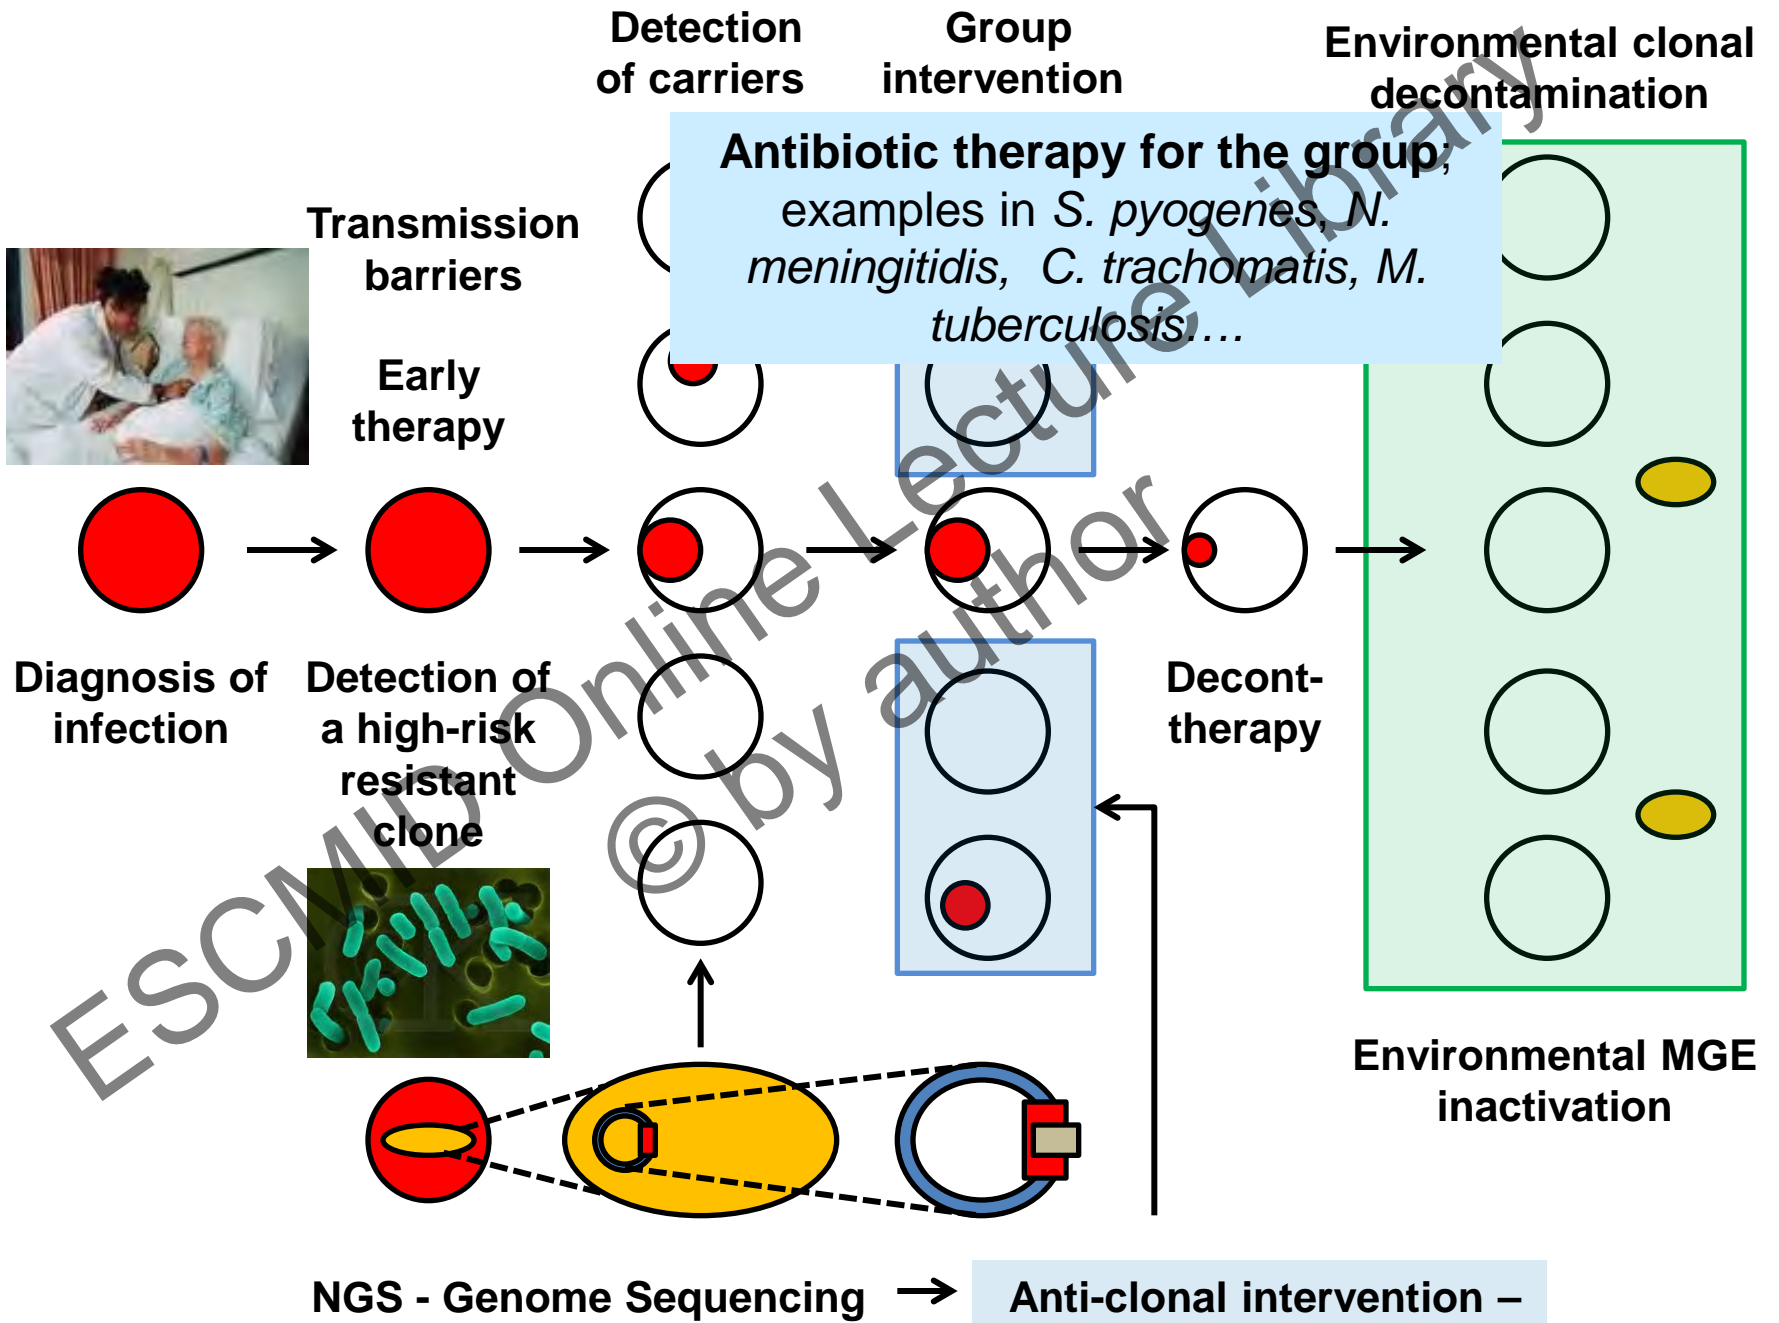 Detection
of carriers
Group
intervention
Environmental clonal
decontamination
Antibiotic therapy for the group;
examples in S. pyogenes, N.
meningitidis, C. trachomatis, M.
tuberculosis….
Transmission
barriers
Early
therapy
Diagnosis of
infection
Detection of
a high-risk
resistant
clone
Decont-
therapy
Environmental MGE
inactivation
NGS - Genome Sequencing
Anti-clonal intervention –
ESCMID Online Lecture Library
© by author